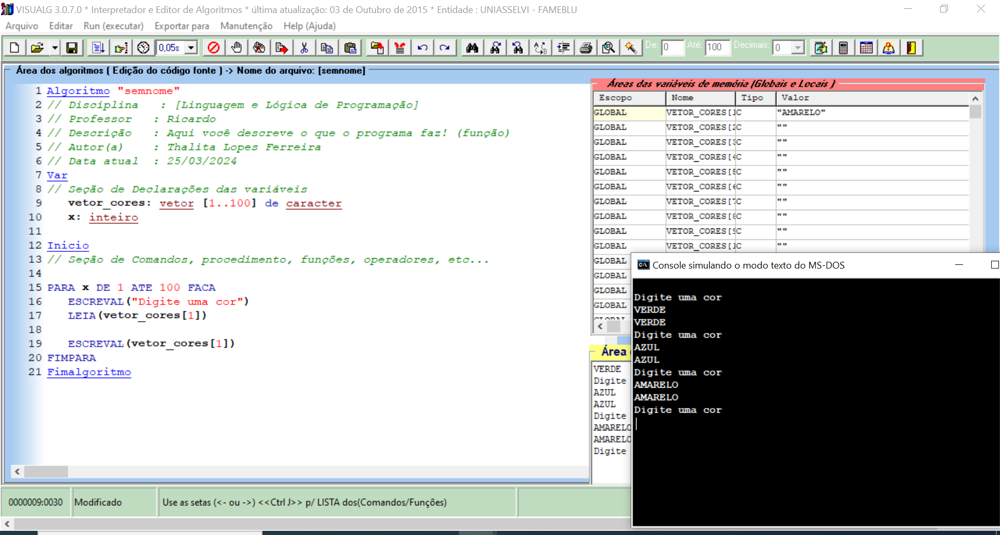 VISUALG 3.0.7.0 * Interpretador e Editor de Algoritmos * última atualização: 03 de Outubro de 2015 * Entidade : UNIASSELVI - FAMEBLU
Arquivo Editar Run (executar) Exportar para Manutenção Help (Ajuda)
0,05s De: 0 Até: 100 Decimais: 0
Área dos algoritmos ( Edição do código fonte ) -> Nome do arquivo: [semnome]
1 Algoritmo "semnome"
2 // Disciplina : [Linguagem e Lógica de Programação]
3 // Professor : Ricardo
4 // Descrição : Aqui você descreve o que o programa faz! (função)
5 // Autor(a) : Thalita Lopes Ferreira
6 // Data atual : 25/03/2024
7 Var
8 // Seção de Declarações das variáveis
9 vetor_cores: vetor [1..100] de caracter
10 x: inteiro
11
12 Inicio
13 // Seção de Comandos, procedimento, funções, operadores, etc...
14
15 PARA x DE 1 ATE 100 FACA
16 ESCREVAL("Digite uma cor")
17 LEIA(vetor_cores[1])
18
19 ESCREVAL(vetor_cores[1])
20 FIMPARA
21 Fimalgoritmo
Áreas das variáveis de memória (Globais e Locais )
Escopo Nome Tipo Valor
GLOBAL VETOR_CORES[1 C "AMARELO"
GLOBAL VETOR_CORES[2 C ""
GLOBAL VETOR_CORES[3 C ""
GLOBAL VETOR_CORES[4 C ""
GLOBAL VETOR_CORES[5 C ""
GLOBAL VETOR_CORES[6 C ""
GLOBAL VETOR_CORES[7 C ""
GLOBAL VETOR_CORES[8 C ""
GLOBAL VETOR_CORES[9 C ""
GLOBAL VETOR_CORES[1 C ""
GLOBAL
GLOBAL
GLOBAL
GLOBAL
Área
VERDE
Digite
AZUL
AZUL
Digite
AMARELO
AMARELO
Digite
Console simulando o modo texto do MS-DOS
Digite uma cor
VERDE
VERDE
Digite uma cor
AZUL
AZUL
Digite uma cor
AMARELO
AMARELO
Digite uma cor
0000009:0030 Modificado Use as setas (<- ou ->) <<Ctrl J>> p/ LISTA dos(Comandos/Funções)